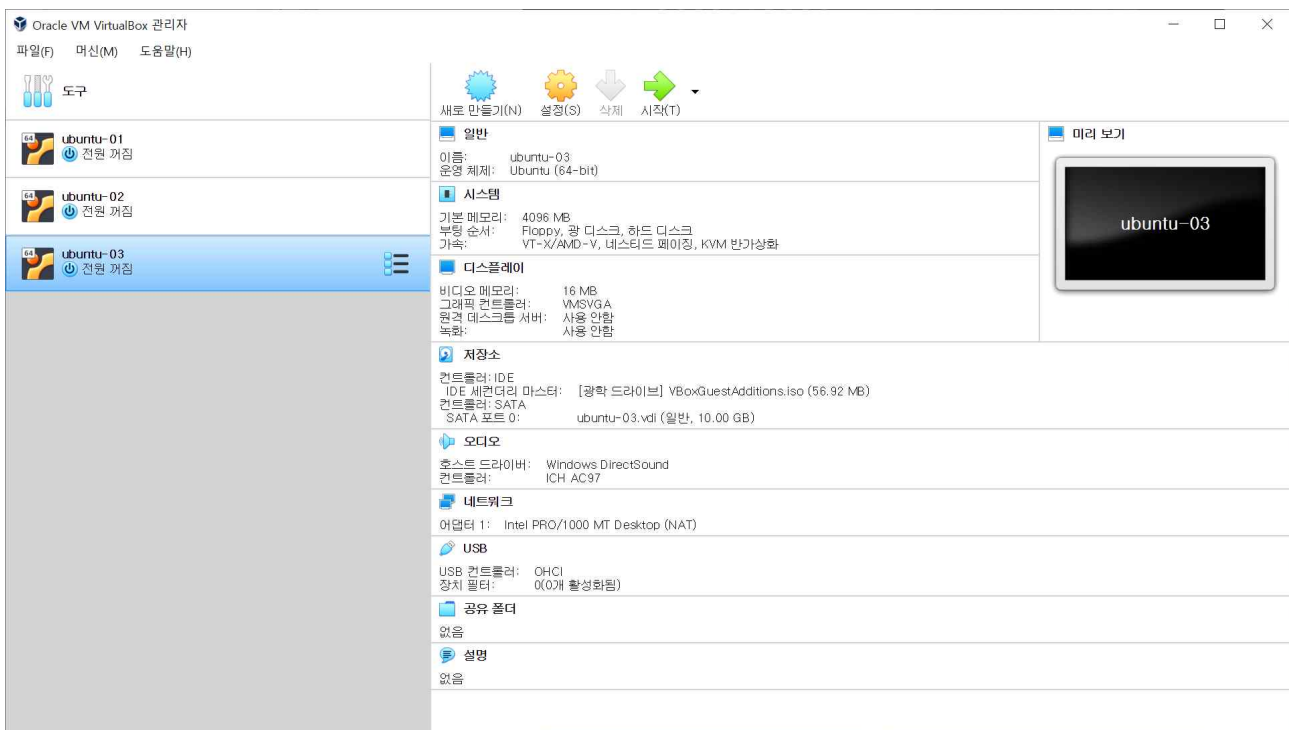 Oracle VM VirtualBox 관리자
파일(F) 머신(M) 도움말(H)
도구
새로 만들기(N) 설정(S) 삭제 시작(T)
64 ubuntu-01
전원 꺼짐
64 ubuntu-02
전원 꺼짐
64 ubuntu-03
전원 꺼짐
일반
이름: ubuntu-03
운영 체제: Ubuntu (64-bit)
시스템
기본 메모리: 4096 MB
부팅 순서: Floppy, 광 디스크, 하드 디스크
가속: VT-X/AMD-V, 네스티드 페이징, KVM 반가상화
디스플레이
비디오 메모리: 16 MB
그래픽 컨트롤러: VMSVGA
원격 데스크톱 서버: 사용 안함
녹화: 사용 안함
미리 보기
ubuntu-03
저장소
컨트롤러: IDE
IDE 세컨더리 마스터: [광학 드라이브] VBoxGuestAdditions.iso (56.92 MB)
컨트롤러: SATA
SATA 포트 0: ubuntu-03.vdi (일반, 10.00 GB)
오디오
호스트 드라이버: Windows DirectSound
컨트롤러: ICH AC97
네트워크
어댑터 1: Intel PRO/1000 MT Desktop (NAT)
USB
USB 컨트롤러: OHCI
장치 필터: 0(0개 활성화됨)
공유 폴더
없음
설명
없음